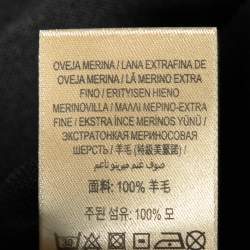 OVEJA MERINA / LANA EXTRAFINA DE
OVEJA MERINA / LÃ MERINO EXTRA
FINO / ERITYISEN HIENO
MERINOVILLA / ΜΑΛΛΙ ΜΕΡΙΝΟ-EXTRA
FINE / EKSTRA İNCE MERİNOS YÜNÜ /
ЭКСТРАТОНКАЯ МЕРИНОСОВАЯ
ШЕРСТЬ / 羊毛 (特級美麗諾) /
صوف غنم ميرينو ناعم
面料: 100% 羊毛
주된 섬유: 100% 모